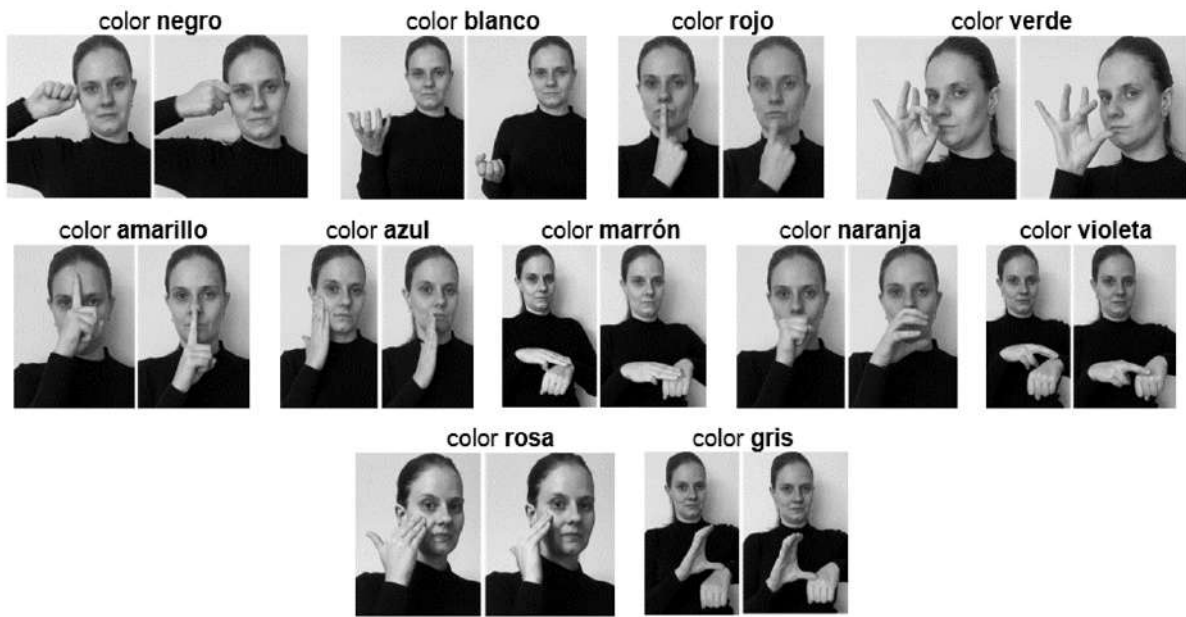 color negro
color blanco
color rojo
color verde
color amarillo
color azul
color marrón
color naranja
color violeta
color rosa
color gris